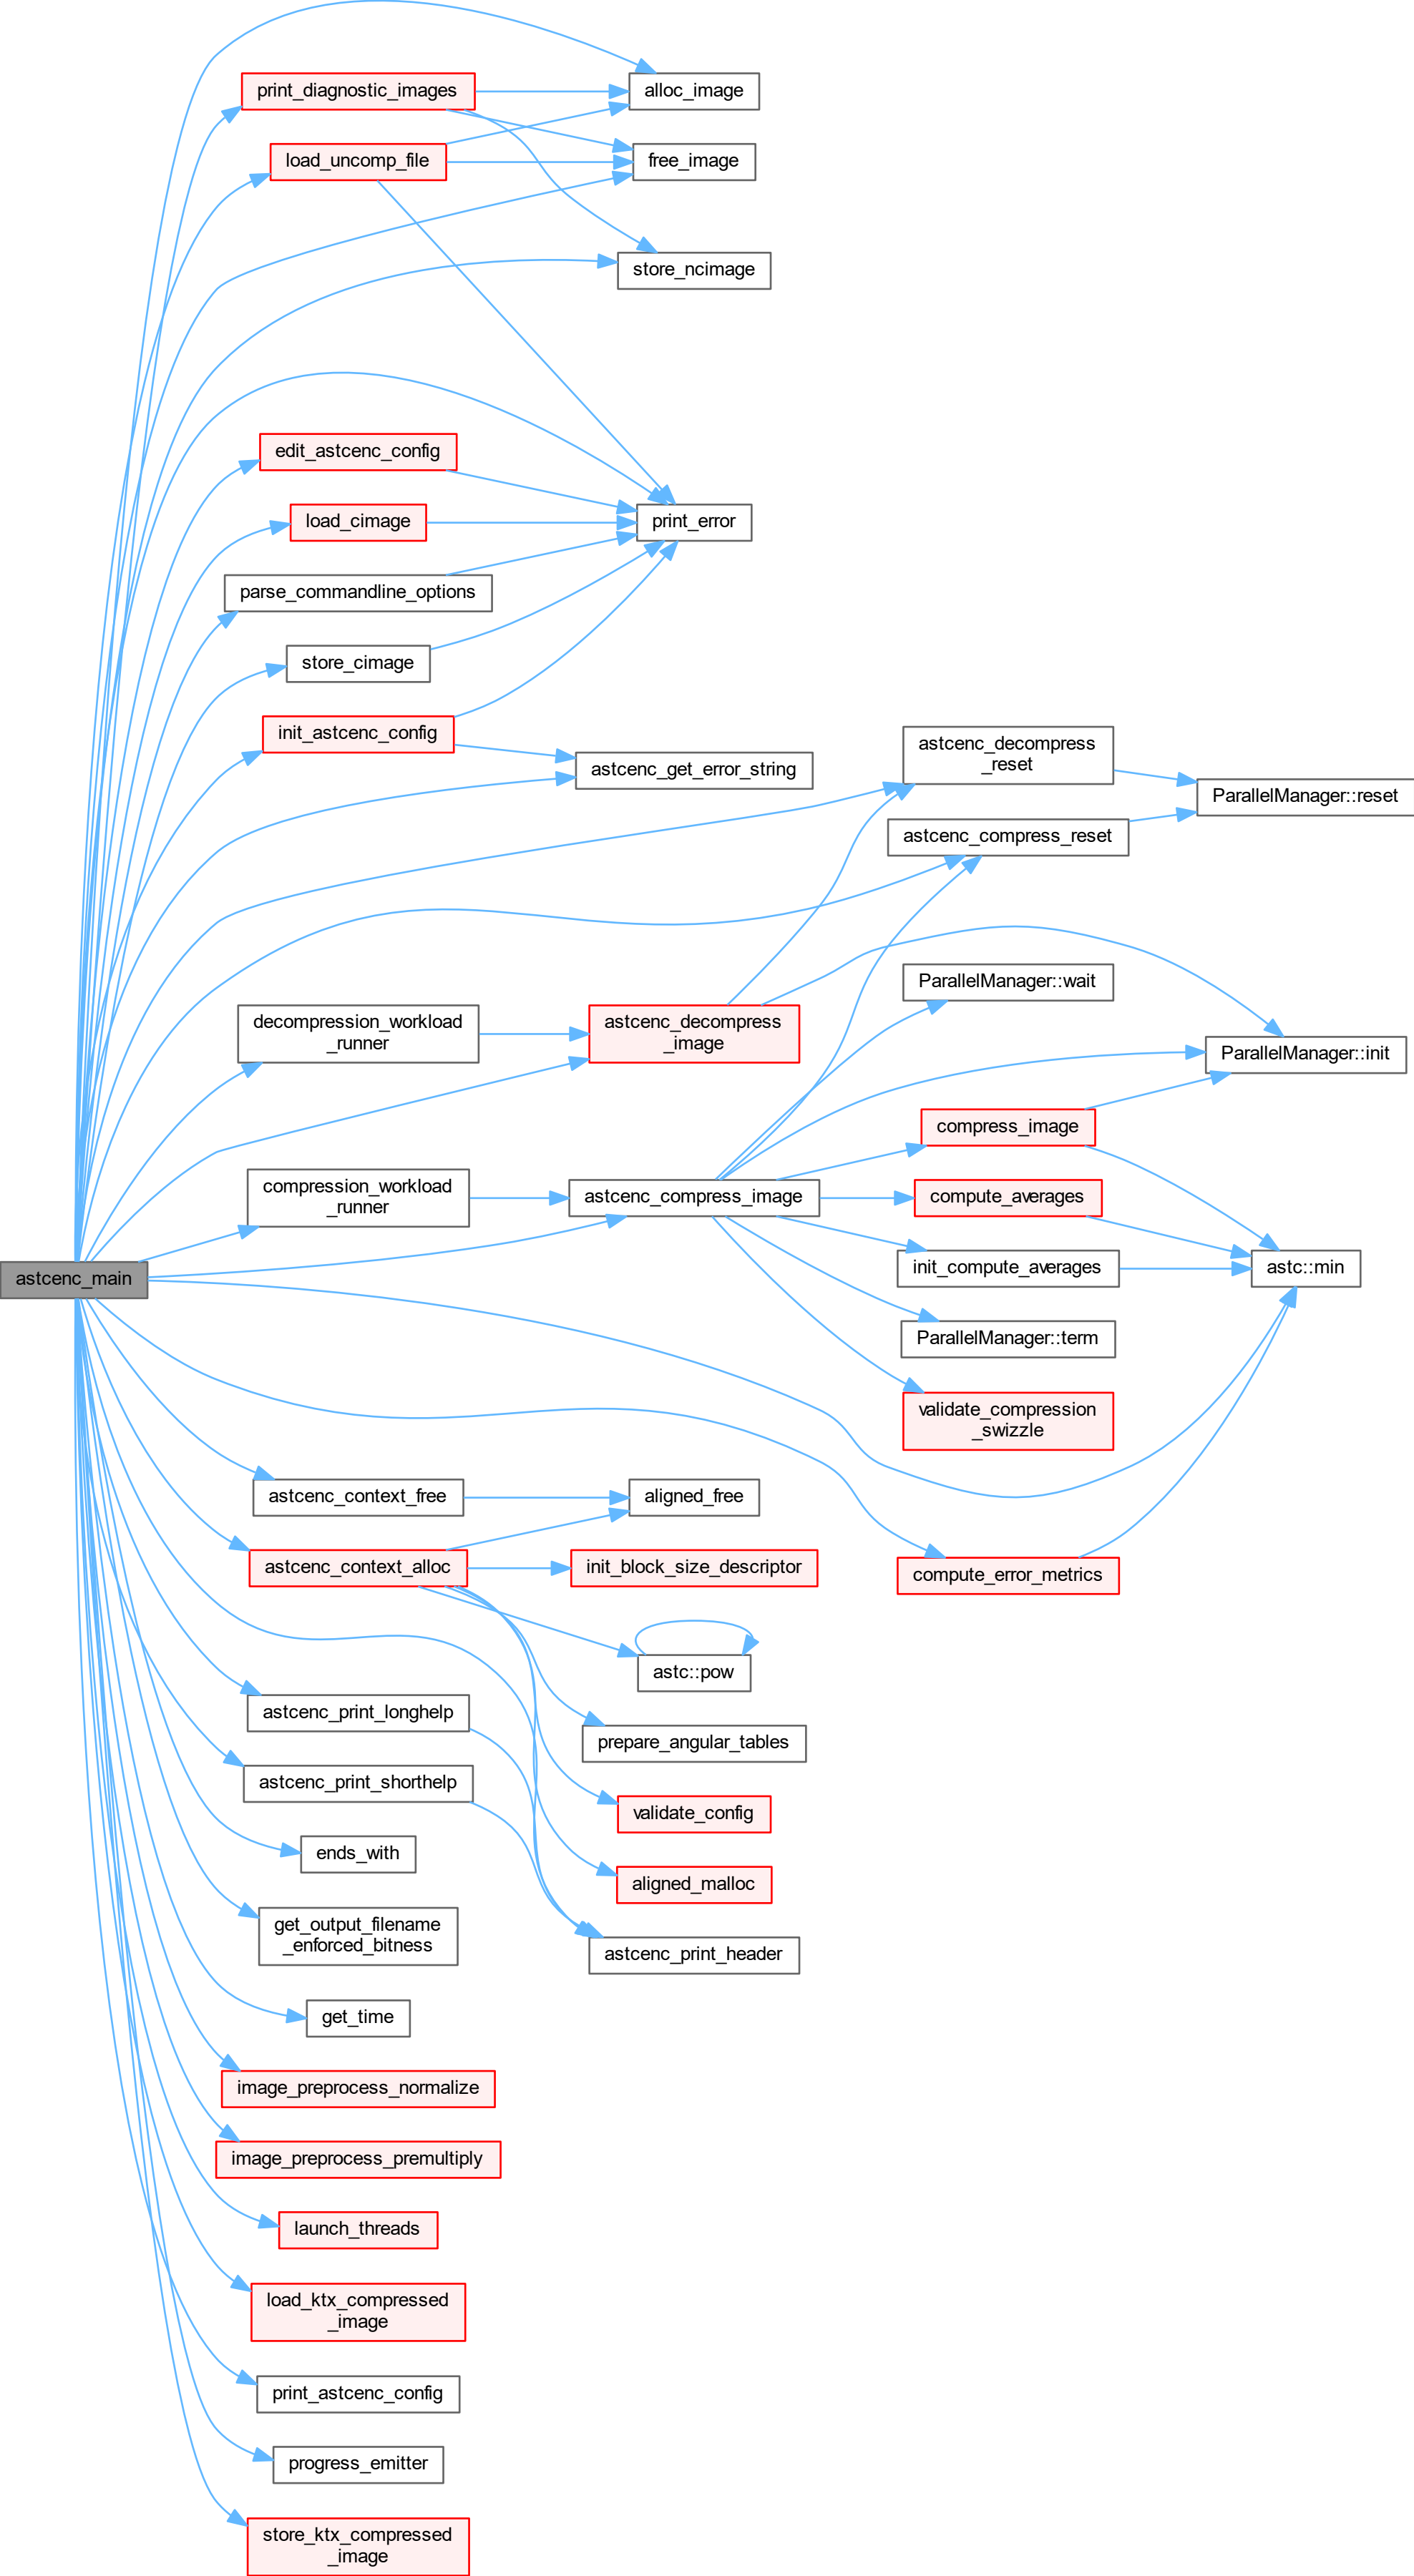 alloc_image
print_diagnostic_images
load_uncomp_file
free_image
store_ncimage
edit_astcenc_config
load_cimage
print_error
parse_commandline_options
store_cimage
init_astcenc_config
astcenc_get_error_string
astcenc_decompress
_reset
ParallelManager::reset
astcenc_compress_reset
ParallelManager::wait
decompression_workload
_runner
astcenc_decompress
_image
ParallelManager::init
compress_image
compression_workload
_runner
astcenc_compress_image
compute_averages
init_compute_averages
astc::min
astcenc_main
ParallelManager::term
validate_compression
_swizzle
astcenc_context_free
aligned_free
astcenc_context_alloc
init_block_size_descriptor
compute_error_metrics
astc::pow
astcenc_print_longhelp
prepare_angular_tables
astcenc_print_shorthelp
validate_config
ends_with
aligned_malloc
get_output_filename
_enforced_bitness
astcenc_print_header
get_time
image_preprocess_normalize
image_preprocess_premultiply
launch_threads
load_ktx_compressed
_image
print_astcenc_config
progress_emitter
store_ktx_compressed
_image